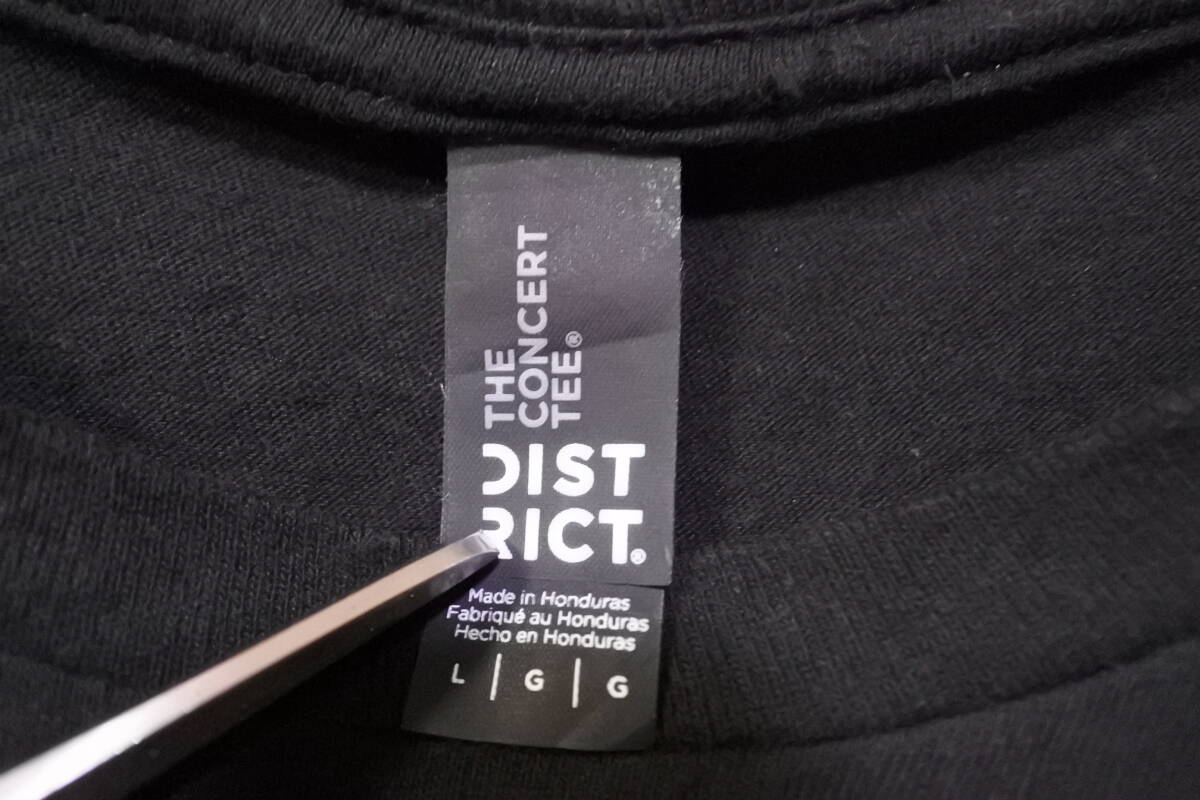 THE
CONCERT
TEE®
DIST
RICT®
Made in Honduras
Fabriqué au Honduras
Hecho en Honduras
L | G | G